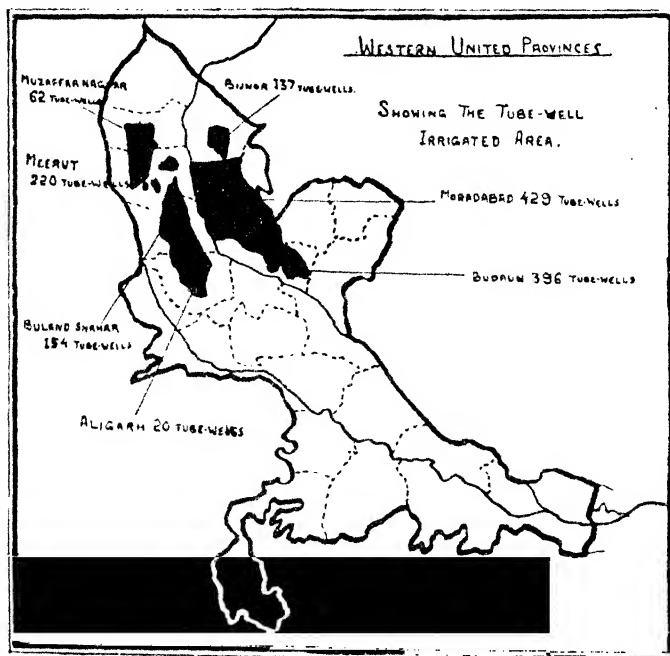 WESTERN UNITED PROVINCES
SHOWING THE TUBE-WELL
IRRIGATED AREA.
MUZAFFARNAGAR
62 TUBE-WELLS
BIJNOR 137 TUBE-WELLS.
MEERUT
220 TUBE-WELLS
MORADABAD 429 TUBE-WELLS
BUDAUN 396 TUBE-WELLS
BULAND SHAHAR
154 TUBE-WELLS
ALIGARH 20 TUBE-WELLS